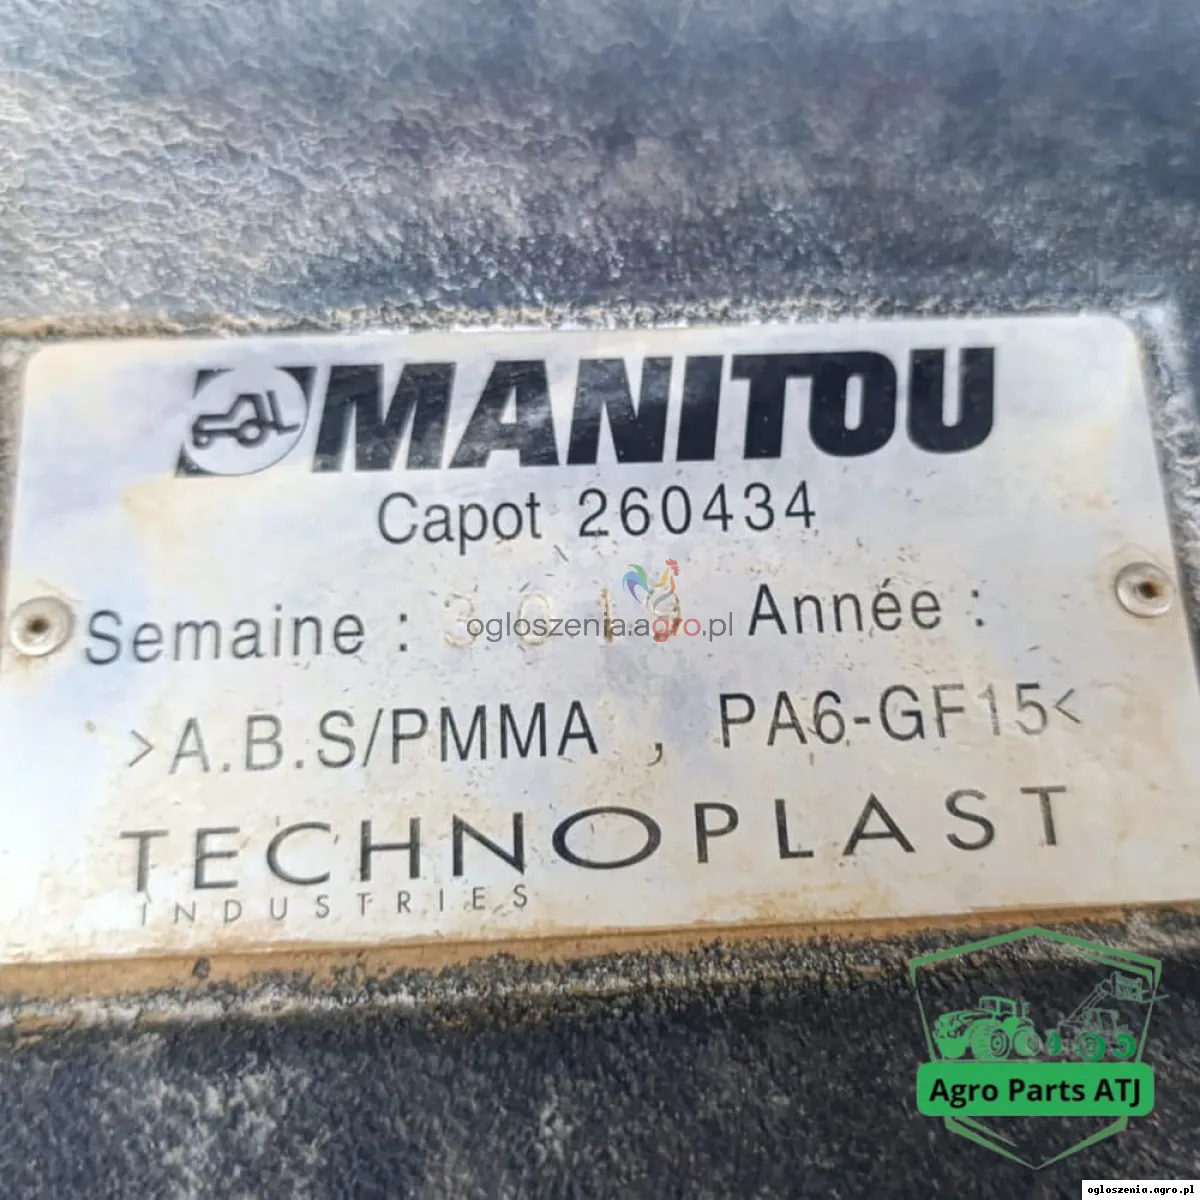 MANITOU
Capot 260434
Semaine : Année :
>A.B.S/PMMA , PA6-GF15<
TECHNOPLAST
INDUSTRIES
ogloszenia.agro.pl
Agro Parts ATJ
ogloszenia.agro.pl